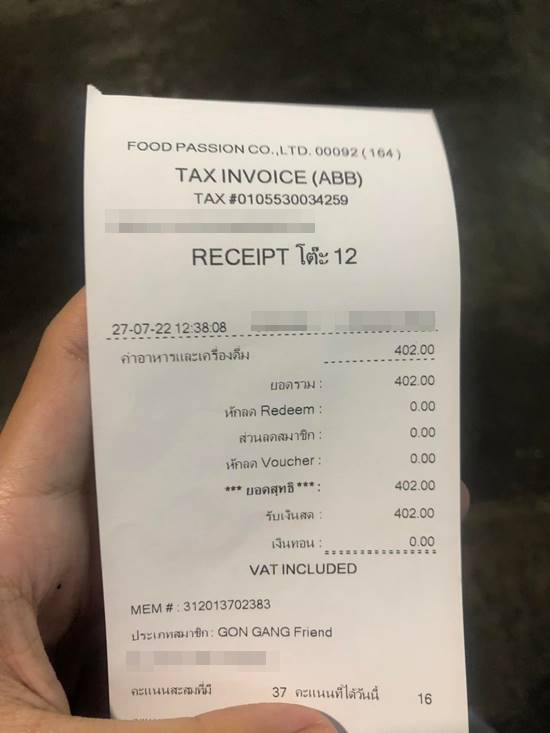 FOOD PASSION CO.,LTD. 00092 (164)
TAX INVOICE (ABB)
TAX #0105530034259
RECEIPT โต๊ะ 12
27-07-22 12:38:08
ค่าอาหารและเครื่องดื่ม 402.00
ยอดรวม : 402.00
หักลด Redeem : 0.00
ส่วนลดสมาชิก : 0.00
หักลด Voucher : 0.00
*** ยอดสุทธิ *** : 402.00
รับเงินสด : 402.00
เงินทอน : 0.00
VAT INCLUDED
MEM # : 312013702383
ประเภทสมาชิก : GON GANG Friend
คะแนนสะสมที่มี 37 คะแนนที่ได้วันนี้ 16